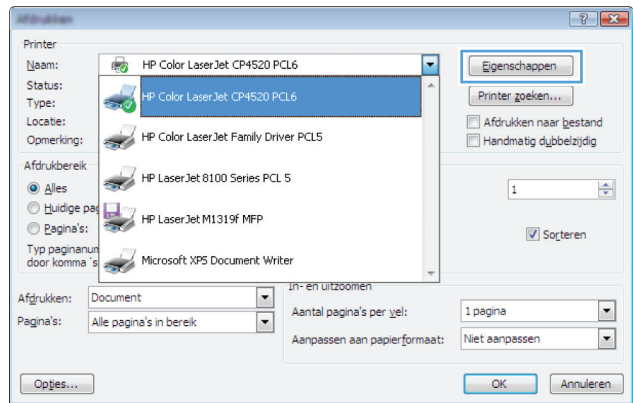 Afdrukken
Printer
Naam: HP Color LaserJet CP4520 PCL6 Eigenschappen
Status:
HP Color LaserJet CP4520 PCL6 Printer zoeken...
Type:
Locatie: Afdrukken naar bestand
Opmerking: HP Color LaserJet Family Driver PCL5 Handmatig dubbelzijdig
Afdrukbereik
HP LaserJet 8100 Series PCL 5
Alles 1
Huidige pag
HP LaserJet M1319f MFP
Pagina's: Sorteren
Typ paginanum
door komma 's Microsoft XPS Document Writer
In- en uitzoomen
Afdrukken: Document
Aantal pagina's per vel: 1 pagina
Pagina's: Alle pagina's in bereik
Aanpassen aan papierformaat: Niet aanpassen
Opties... OK Annuleren